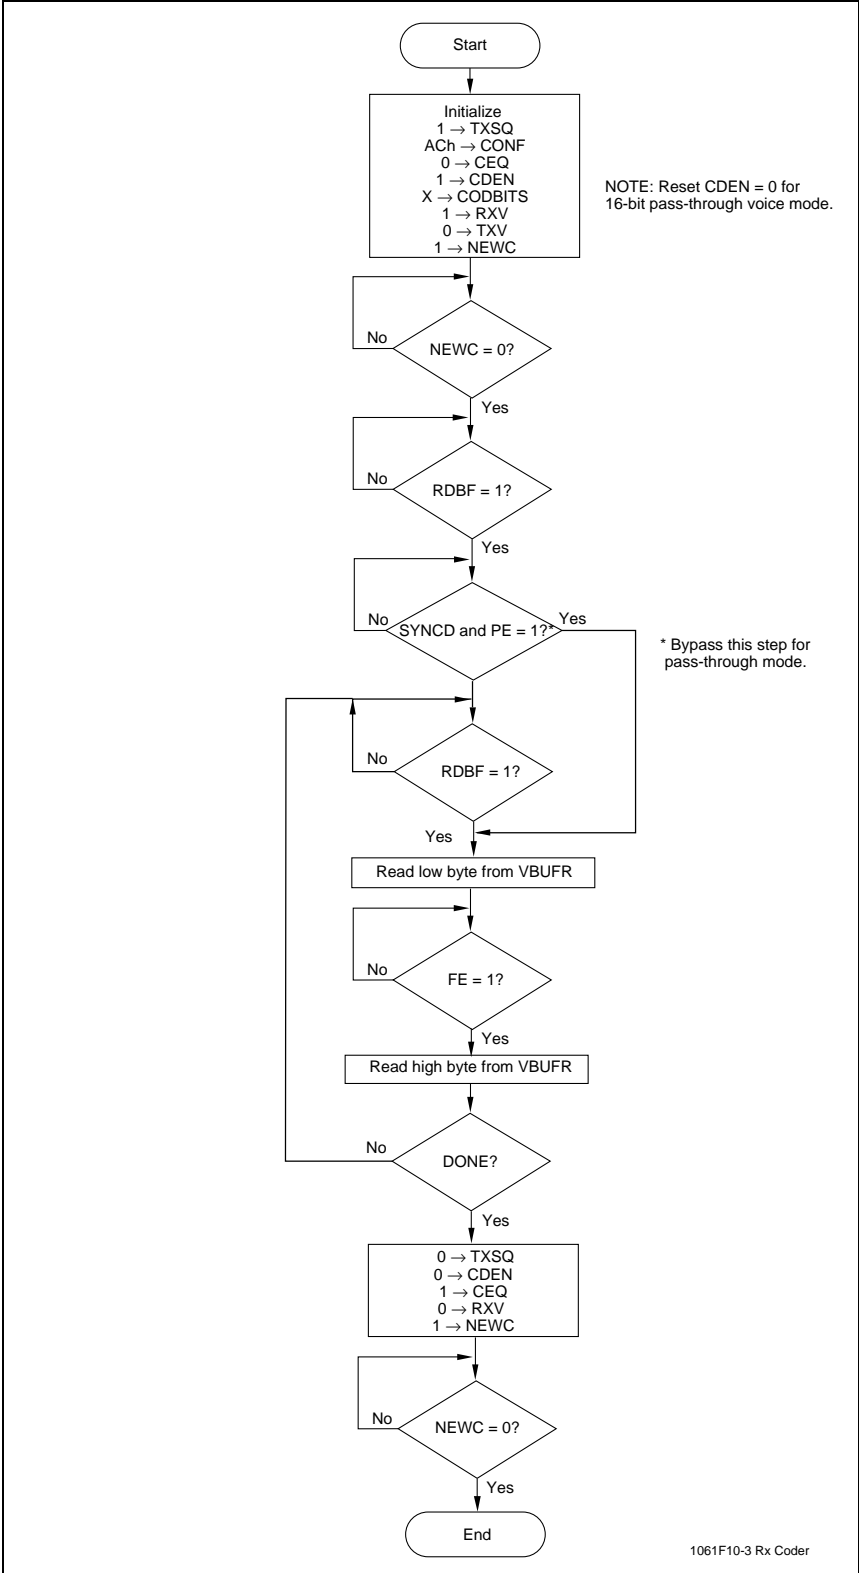 Start
Initialize
1 → TXSQ
ACh → CONF
0 → CEQ
1 → CDEN
X → CODBITS
1 → RXV
0 → TXV
1 → NEWC
NOTE: Reset CDEN = 0 for
16-bit pass-through voice mode.
No
NEWC = 0?
Yes
No
RDBF = 1?
Yes
No
SYNCD and PE = 1?*
Yes
* Bypass this step for
pass-through mode.
No
RDBF = 1?
Yes
Read low byte from VBUFR
No
FE = 1?
Yes
Read high byte from VBUFR
No
DONE?
Yes
0 → TXSQ
0 → CDEN
1 → CEQ
0 → RXV
1 → NEWC
No
NEWC = 0?
Yes
End
1061F10-3 Rx Coder